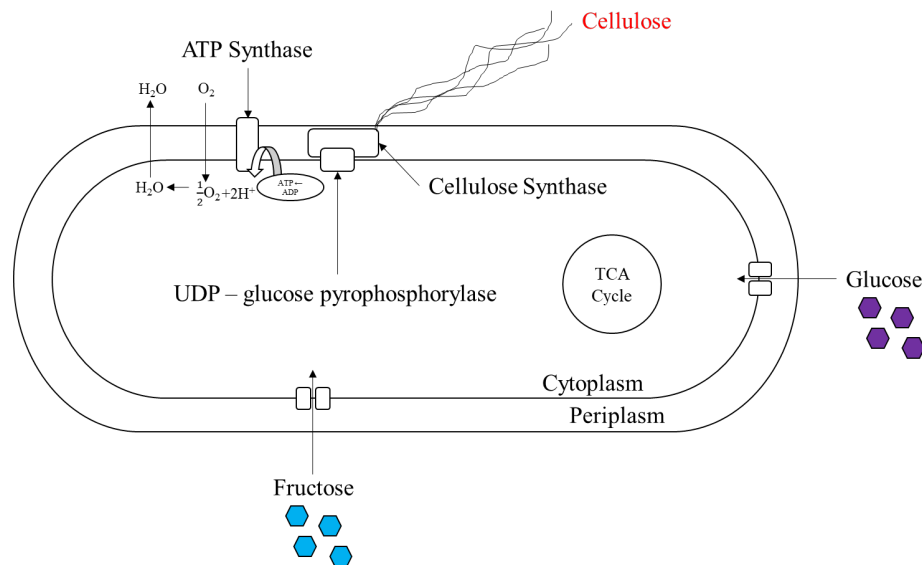 Cellulose
ATP Synthase
H₂O
O₂
H₂O
½O₂+2H⁺
ATP←
ADP
Cellulose Synthase
UDP – glucose pyrophosphorylase
TCA
Cycle
Glucose
Cytoplasm
Periplasm
Fructose